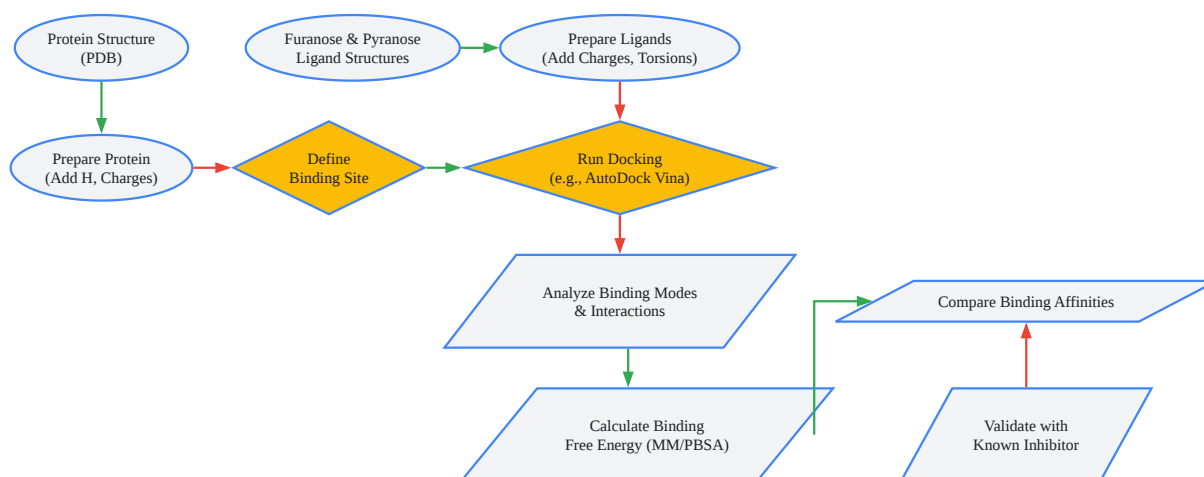 Protein Structure
(PDB)
Furanose & Pyranose
Ligand Structures
Prepare Ligands
(Add Charges, Torsions)
Prepare Protein
(Add H, Charges)
Define
Binding Site
Run Docking
(e.g., AutoDock Vina)
Analyze Binding Modes
& Interactions
Compare Binding Affinities
Calculate Binding
Free Energy (MM/PBSA)
Validate with
Known Inhibitor